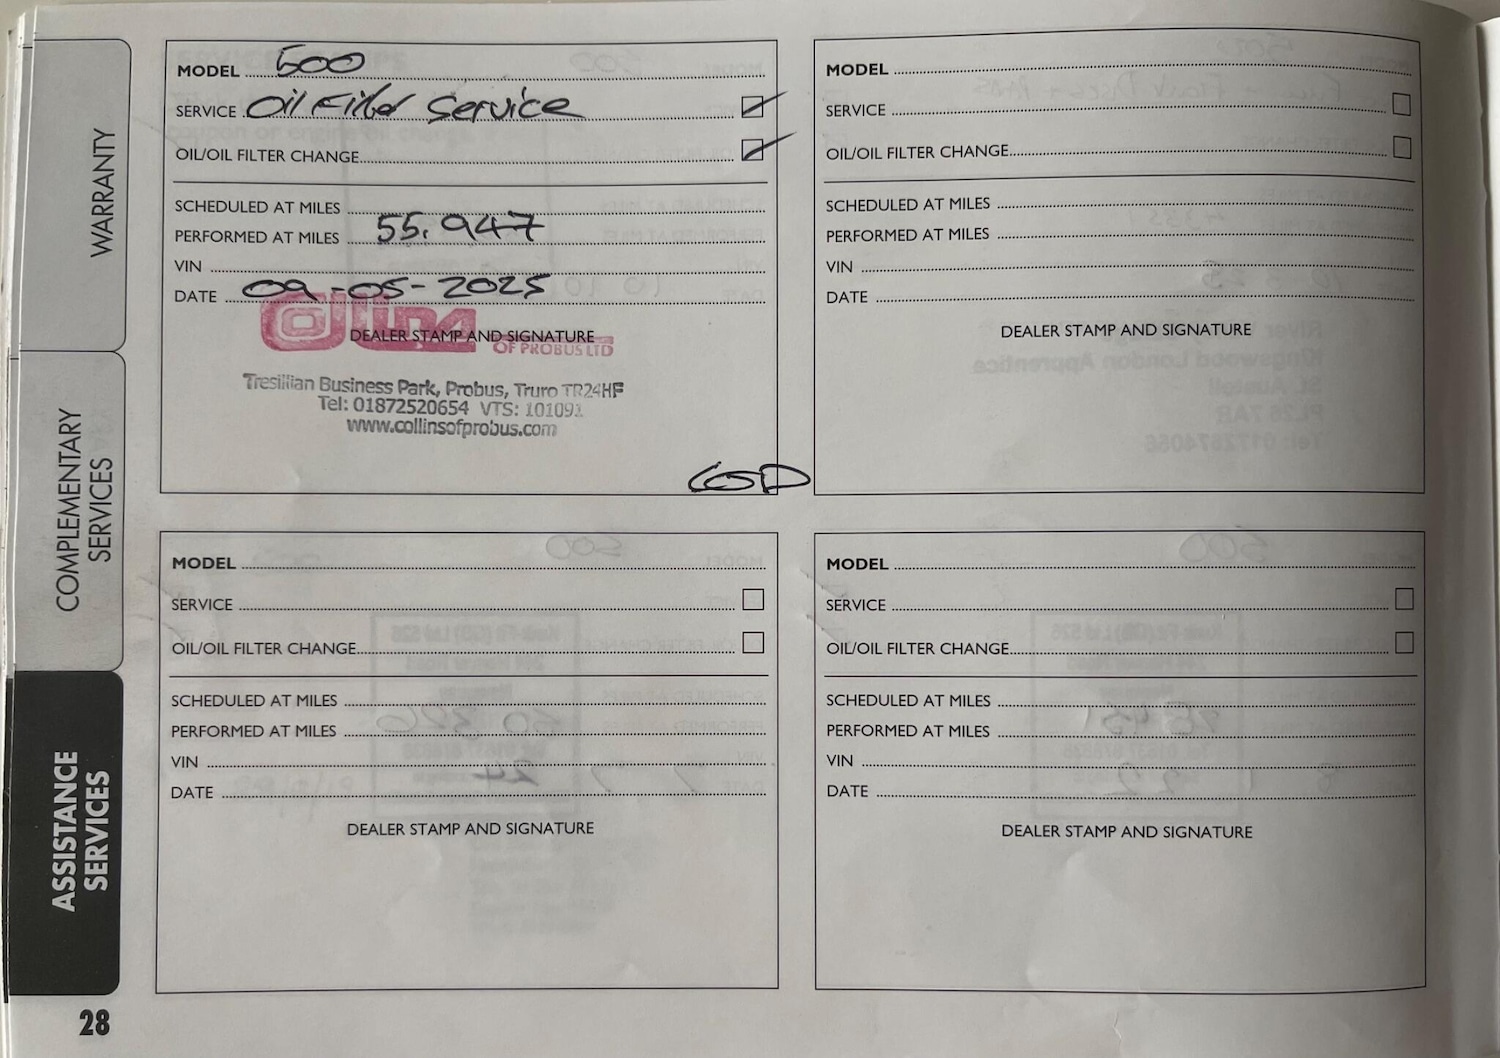 WARRANTY
COMPLEMENTARY
SERVICES
ASSISTANCE
SERVICES
28
MODEL 500
SERVICE Oil Filter Service
OIL/OIL FILTER CHANGE
SCHEDULED AT MILES
PERFORMED AT MILES 55.947
VIN
DATE 09-05-2025
DEALER STAMP AND SIGNATURE
Collins
OF PROBUS LTD
Tresillian Business Park, Probus, Truro TR24HF
Tel: 01872520654 VTS: 101091
www.collinsofprobus.com
MODEL
SERVICE
OIL/OIL FILTER CHANGE
SCHEDULED AT MILES
PERFORMED AT MILES
VIN
DATE
DEALER STAMP AND SIGNATURE
MODEL
SERVICE
OIL/OIL FILTER CHANGE
SCHEDULED AT MILES
PERFORMED AT MILES
VIN
DATE
DEALER STAMP AND SIGNATURE
MODEL
SERVICE
OIL/OIL FILTER CHANGE
SCHEDULED AT MILES
PERFORMED AT MILES
VIN
DATE
DEALER STAMP AND SIGNATURE